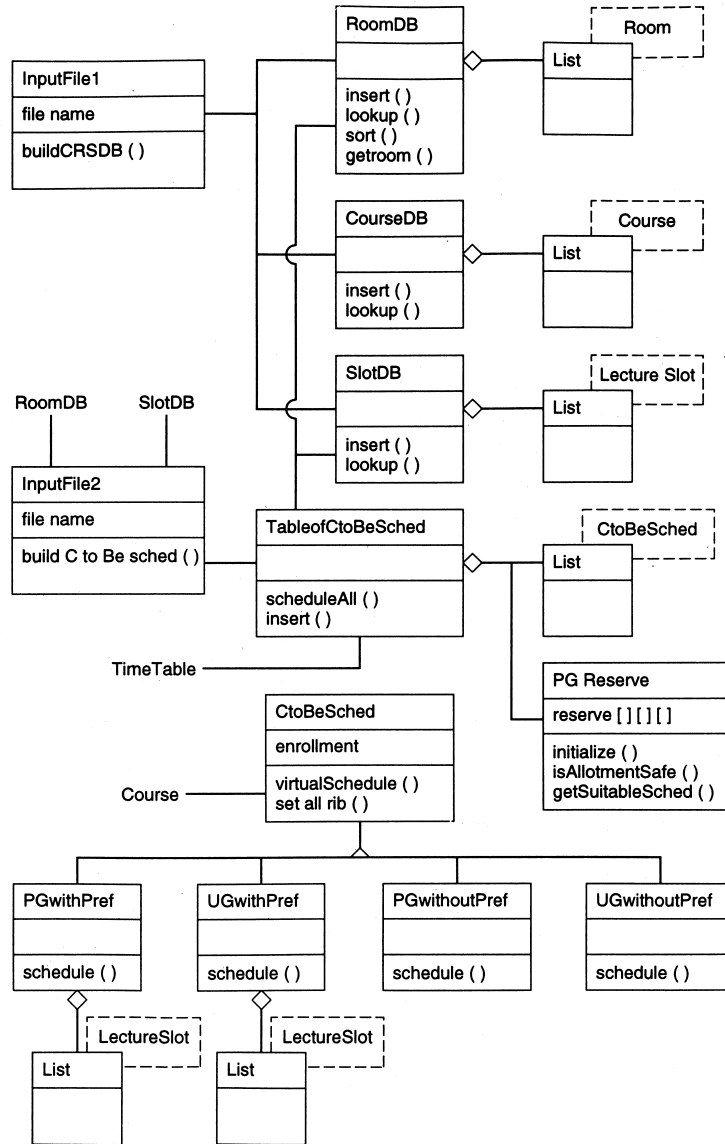 RoomDB
insert ( )
lookup ( )
sort ( )
getroom ( )
Room
List
InputFile1
file name
buildCRSDB ( )
CourseDB
insert ( )
lookup ( )
Course
List
SlotDB
insert ( )
lookup ( )
Lecture Slot
List
RoomDB
SlotDB
InputFile2
file name
build C to Be sched ( )
TableofCtoBeSched
scheduleAll ( )
insert ( )
CtoBeSched
List
TimeTable
PG Reserve
reserve [ ] [ ] [ ]
initialize ( )
isAllotmentSafe ( )
getSuitableSched ( )
CtoBeSched
enrollment
virtualSchedule ( )
set all rib ( )
Course
PGwithPref
schedule ( )
UGwithPref
schedule ( )
PGwithoutPref
schedule ( )
UGwithoutPref
schedule ( )
LectureSlot
List
LectureSlot
List